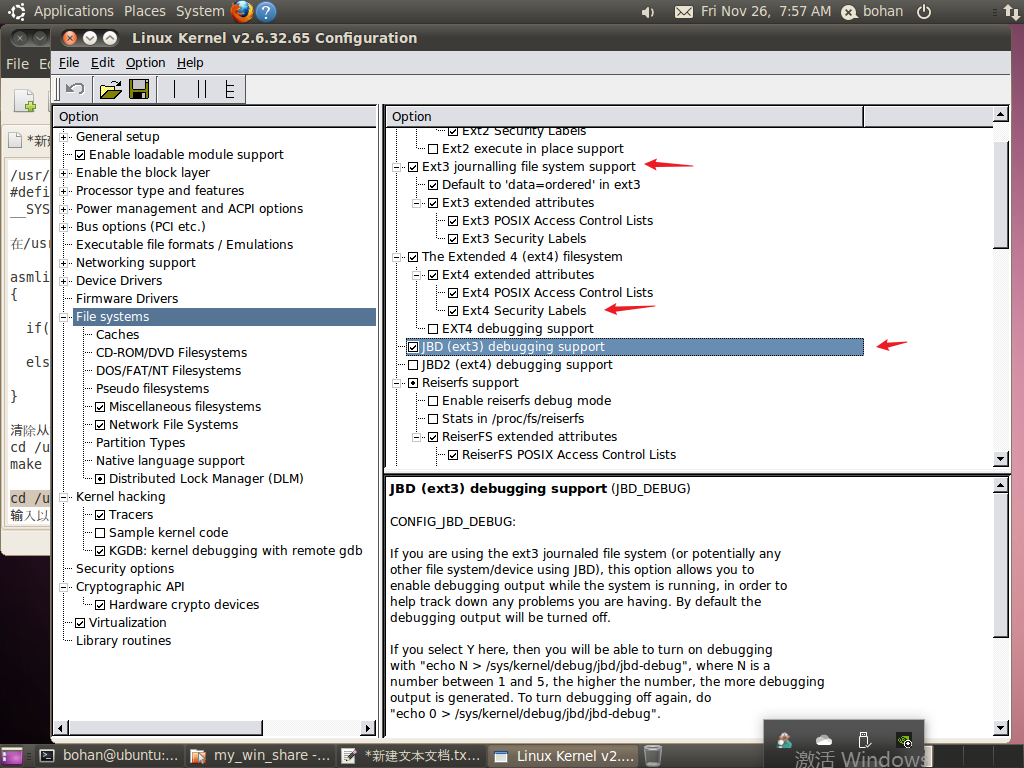 Applications Places System
Fri Nov 26, 7:57 AM bohan
Linux Kernel v2.6.32.65 Configuration
File
File Edit Option Help
*新
/usr/
#defi
__SYS
在/usr
asmli
{
if(
els
}
清除从
cd /u
make
cd /u
输入以
Option
General setup
Enable loadable module support
Enable the block layer
Processor type and features
Power management and ACPI options
Bus options (PCI etc.)
Executable file formats / Emulations
Networking support
Device Drivers
Firmware Drivers
File systems
Caches
CD-ROM/DVD Filesystems
DOS/FAT/NT Filesystems
Pseudo filesystems
Miscellaneous filesystems
Network File Systems
Partition Types
Native language support
Distributed Lock Manager (DLM)
Kernel hacking
Tracers
Sample kernel code
KGDB: kernel debugging with remote gdb
Security options
Cryptographic API
Hardware crypto devices
Virtualization
Library routines
Option
Ext2 Security Labels
Ext2 execute in place support
Ext3 journalling file system support
Default to 'data=ordered' in ext3
Ext3 extended attributes
Ext3 POSIX Access Control Lists
Ext3 Security Labels
The Extended 4 (ext4) filesystem
Ext4 extended attributes
Ext4 POSIX Access Control Lists
Ext4 Security Labels
EXT4 debugging support
JBD (ext3) debugging support
JBD2 (ext4) debugging support
Reiserfs support
Enable reiserfs debug mode
Stats in /proc/fs/reiserfs
ReiserFS extended attributes
ReiserFS POSIX Access Control Lists
JBD (ext3) debugging support (JBD_DEBUG)
CONFIG_JBD_DEBUG:
If you are using the ext3 journaled file system (or potentially any
other file system/device using JBD), this option allows you to
enable debugging output while the system is running, in order to
help track down any problems you are having. By default the
debugging output will be turned off.
If you select Y here, then you will be able to turn on debugging
with "echo N > /sys/kernel/debug/jbd/jbd-debug", where N is a
number between 1 and 5, the higher the number, the more debugging
output is generated. To turn debugging off again, do
"echo 0 > /sys/kernel/debug/jbd/jbd-debug".
bohan@ubuntu:... my_win_share -... *新建文本文档.tx... Linux Kernel v2....
激活 Windows